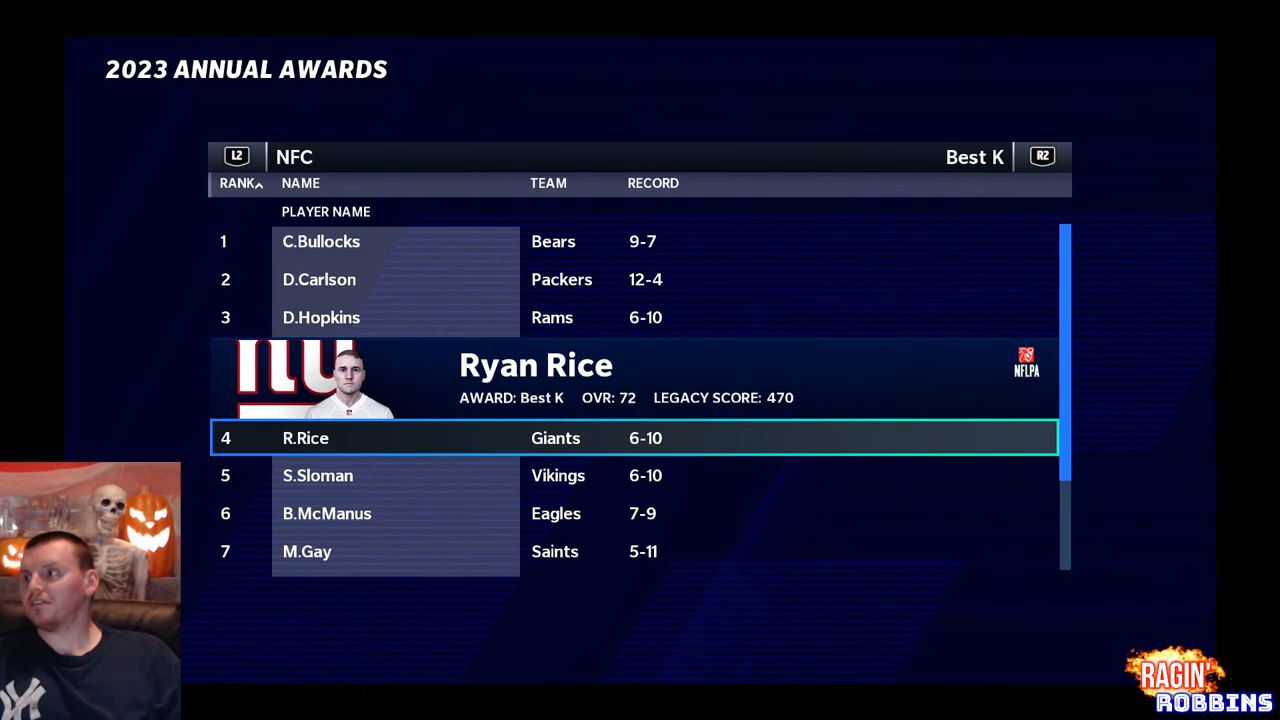 2023 ANNUAL AWARDS
L2 NFC Best K R2
RANK NAME TEAM RECORD
PLAYER NAME
1 C.Bullocks Bears 9-7
2 D.Carlson Packers 12-4
3 D.Hopkins Rams 6-10
Ryan Rice
NFLPA
AWARD: Best K OVR: 72 LEGACY SCORE: 470
4 R.Rice Giants 6-10
5 S.Sloman Vikings 6-10
6 B.McManus Eagles 7-9
7 M.Gay Saints 5-11
RAGIN'
ROBBINS